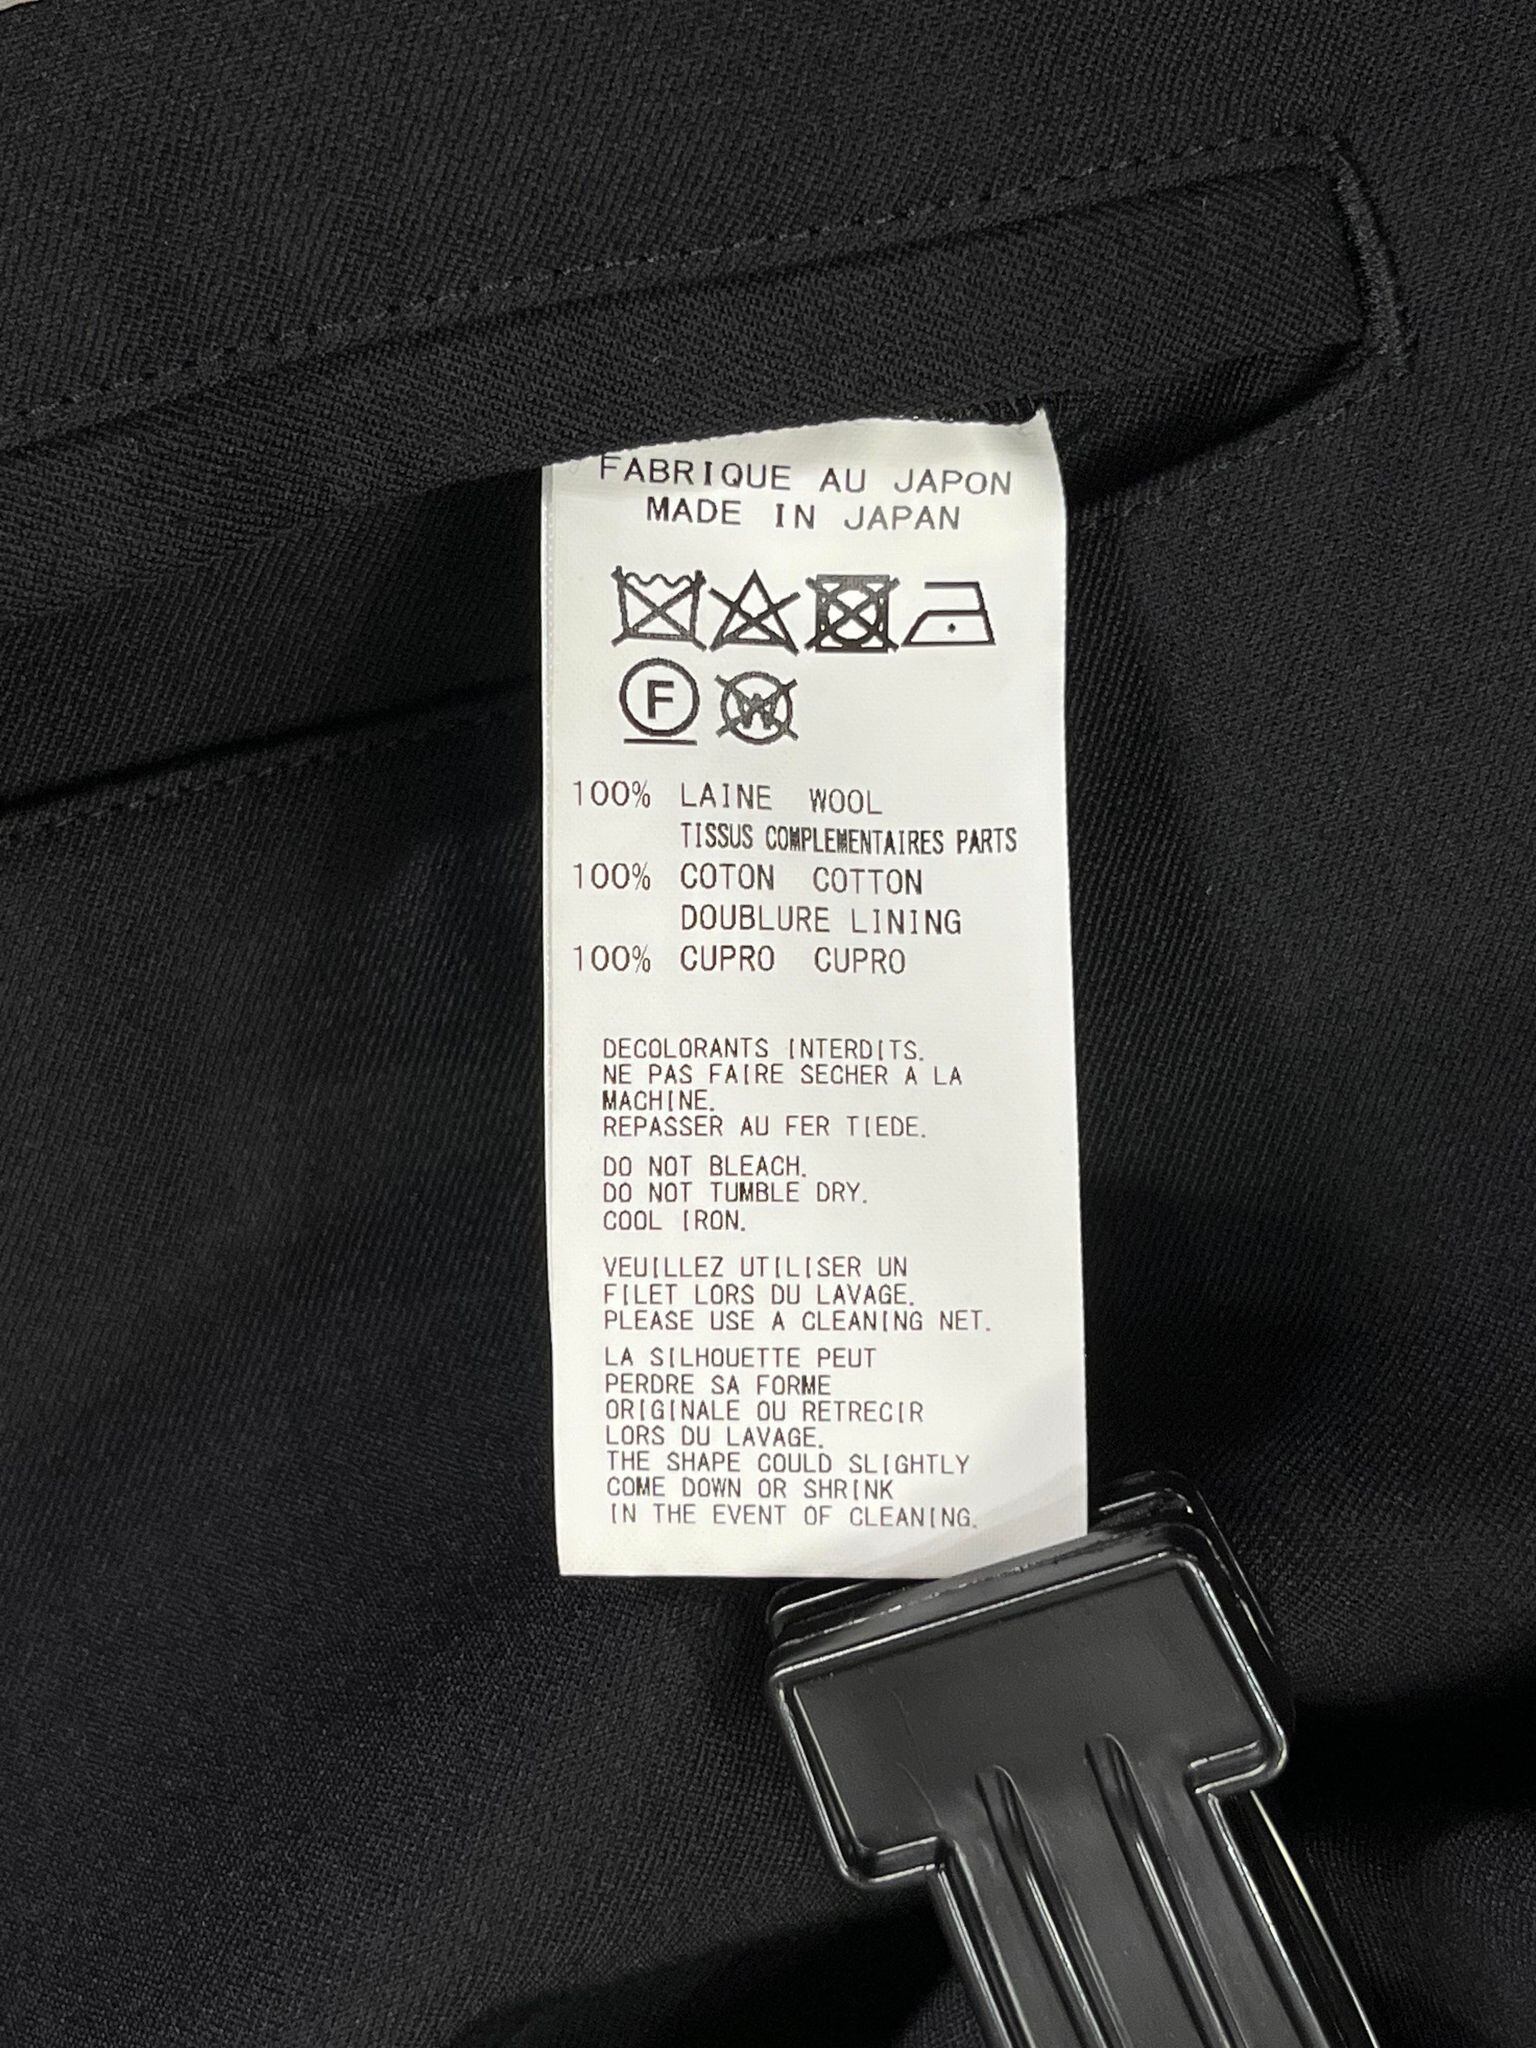 FABRIQUE AU JAPON
MADE IN JAPAN
F W
100% LAINE WOOL
TISSUS COMPLEMENTAIRES PARTS
100% COTON COTTON
DOUBLURE LINING
100% CUPRO CUPRO
DECOLORANTS INTERDITS.
NE PAS FAIRE SECHER A LA
MACHINE.
REPASSER AU FER TIEDE.
DO NOT BLEACH.
DO NOT TUMBLE DRY.
COOL IRON.
VEUILLEZ UTILISER UN
FILET LORS DU LAVAGE.
PLEASE USE A CLEANING NET.
LA SILHOUETTE PEUT
PERDRE SA FORME
ORIGINALE OU RETRECIR
LORS DU LAVAGE.
THE SHAPE COULD SLIGHTLY
COME DOWN OR SHRINK
IN THE EVENT OF CLEANING.